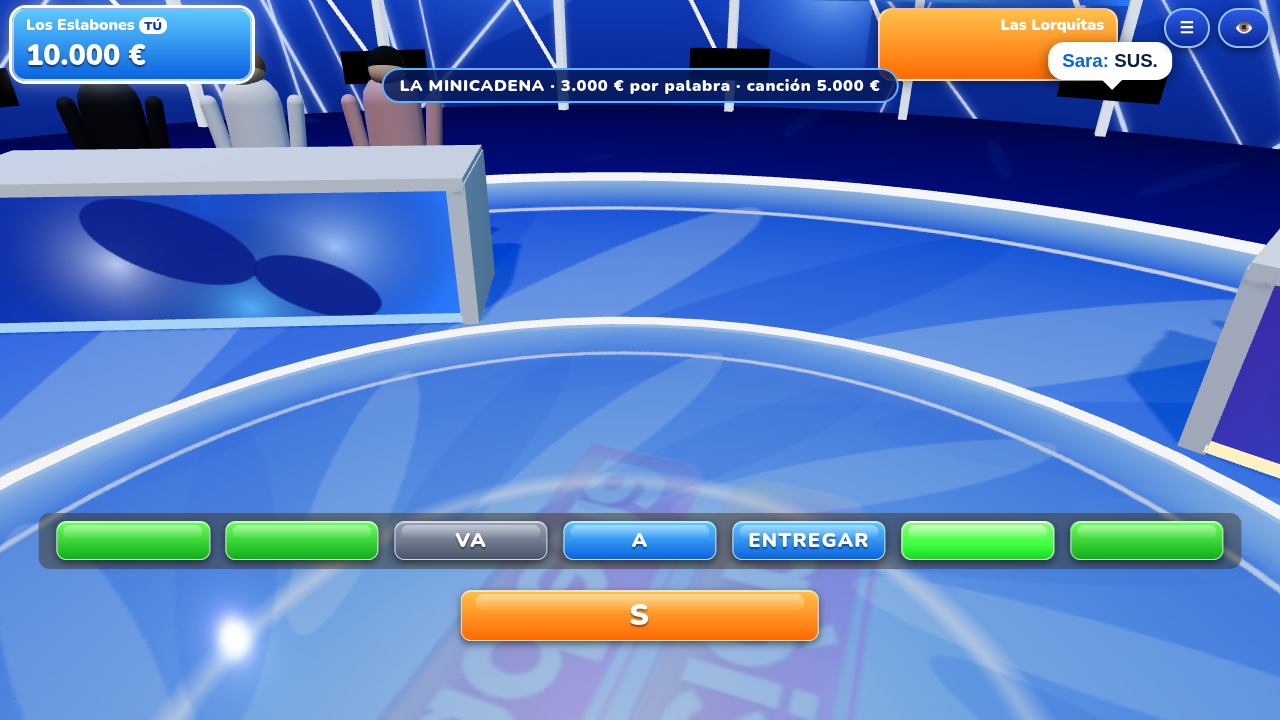 Los Eslabones TÚ
10.000 €
Las Lorquitas
Sara: SUS.
LA MINICADENA · 3.000 € por palabra · canción 5.000 €
VA A ENTREGAR
S